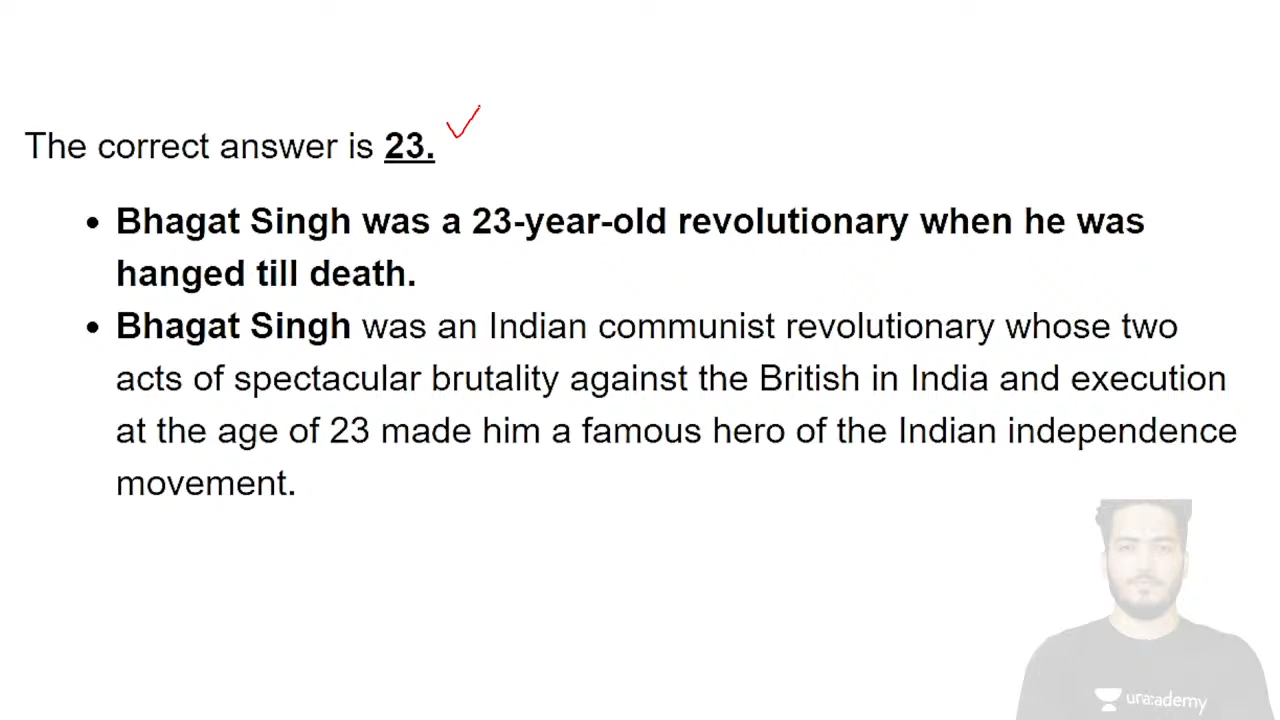 The correct answer is 23.
• Bhagat Singh was a 23-year-old revolutionary when he was
hanged till death.
• Bhagat Singh was an Indian communist revolutionary whose two
acts of spectacular brutality against the British in India and execution
at the age of 23 made him a famous hero of the Indian independence
movement.
unacademy